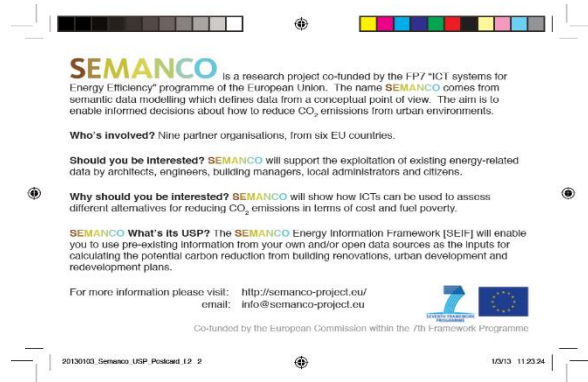 SEMANCO is a research project co-funded by the FP7 "ICT systems for
Energy Efficiency" programme of the European Union. The name SEMANCO comes from
semantic data modelling which defines data from a conceptual point of view. The aim is to
enable informed decisions about how to reduce CO2 emissions from urban environments.
Who's involved? Nine partner organisations, from six EU countries.
Should you be interested? SEMANCO will support the exploitation of existing energy-related
data by architects, engineers, building managers, local administrators and citizens.
Why should you be interested? SEMANCO will show how ICTs can be used to assess
different alternatives for reducing CO2 emissions in terms of cost and fuel poverty.
SEMANCO What's its USP? The SEMANCO Energy Information Framework [SEIF] will enable
you to use pre-existing information from your own and/or open data sources as the inputs for
calculating the potential carbon reduction from building renovations, urban development and
redevelopment plans.
For more information please visit: http://semanco-project.eu/
email: info@semanco-project.eu
SEVENTH FRAMEWORK
PROGRAMME
Co-funded by the European Commission within the 7th Framework Programme
20130103_Semanco_USP_Postcard_f.2 2 1/3/13 11:23:24